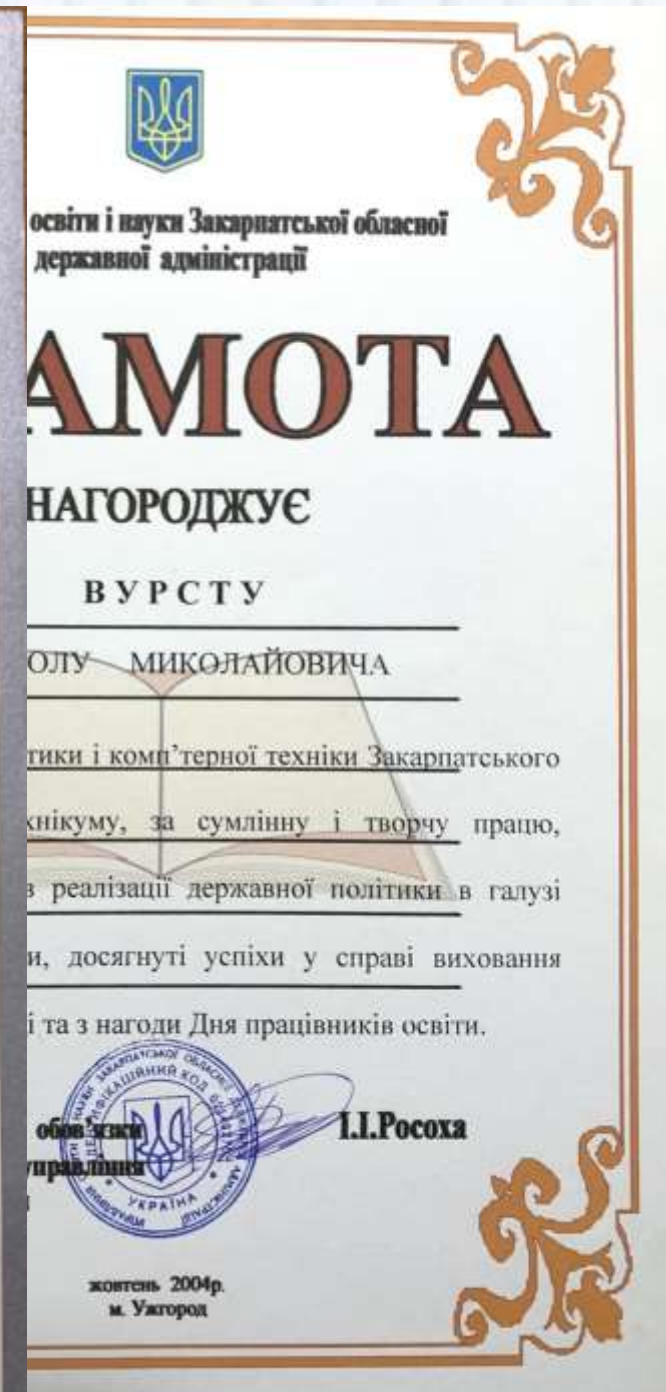 освіти і науки Закарпатської обласної
державної адміністрації
АМОТА
НАГОРОДЖУЄ
ВУРСТУ
ОЛУ МИКОЛАЙОВИЧА
тики і комп'терної техніки Закарпатського
хнікуму, за сумлінну і творчу працю,
в реалізації державної політики в галузі
и, досягнуті успіхи у справі виховання
і та з нагоди Дня працівників освіти.
обов'язки
управління
І.І.Росоха
УКРАЇНА
жовтень 2004р.
м. Ужгород